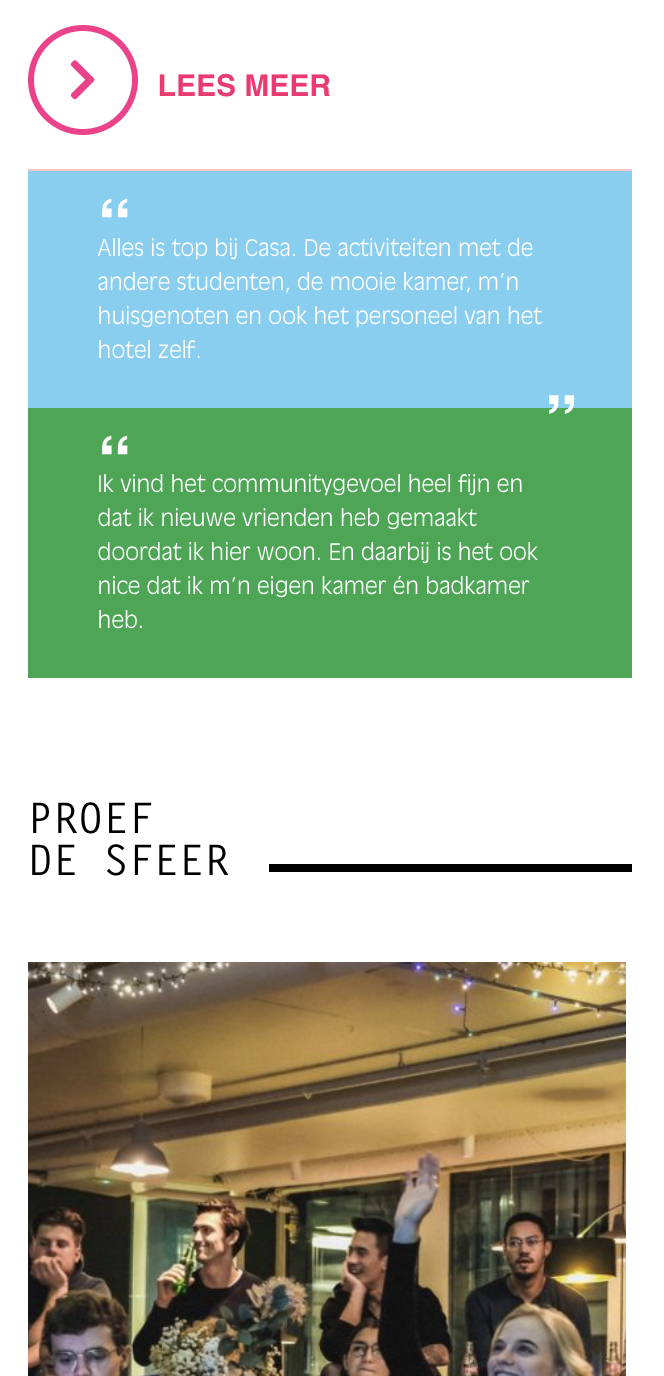 LEES MEER
“
Alles is top bij Casa. De activiteiten met de
andere studenten, de mooie kamer, m’n
huisgenoten en ook het personeel van het
hotel zelf.
”
“
Ik vind het communitygevoel heel fijn en
dat ik nieuwe vrienden heb gemaakt
doordat ik hier woon. En daarbij is het ook
nice dat ik m’n eigen kamer én badkamer
heb.
PROEF
DE SFEER